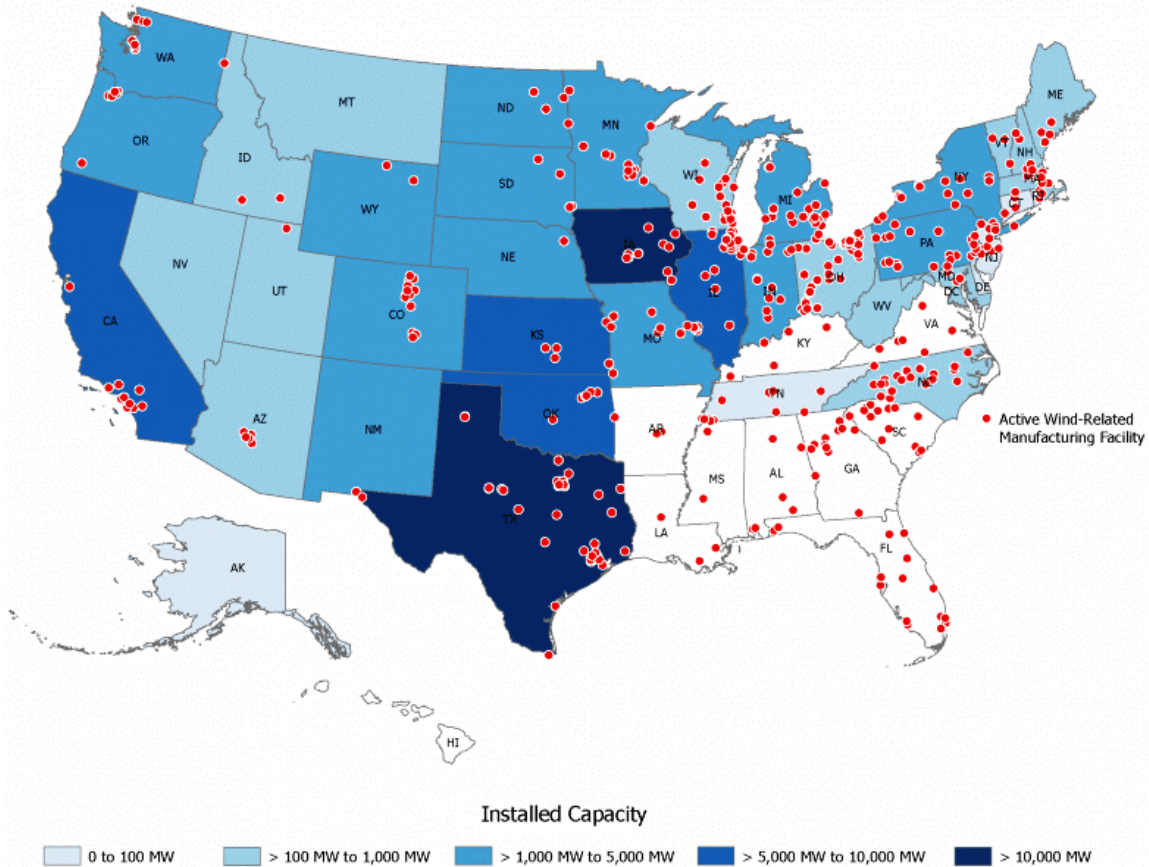 WA
MT
ND
MN
ME
VT
NH
OR
ID
SD
WI
NY
MA
CT
RI
WY
MI
IA
NE
PA
NJ
NV
UT
CO
IL
IN
OH
MD
DE
DC
WV
VA
CA
KS
MO
KY
AZ
NM
OK
AR
TN
NC
SC
Active Wind-Related
Manufacturing Facility
MS
AL
GA
TX
LA
FL
AK
HI
Installed Capacity
0 to 100 MW
> 100 MW to 1,000 MW
> 1,000 MW to 5,000 MW
> 5,000 MW to 10,000 MW
> 10,000 MW